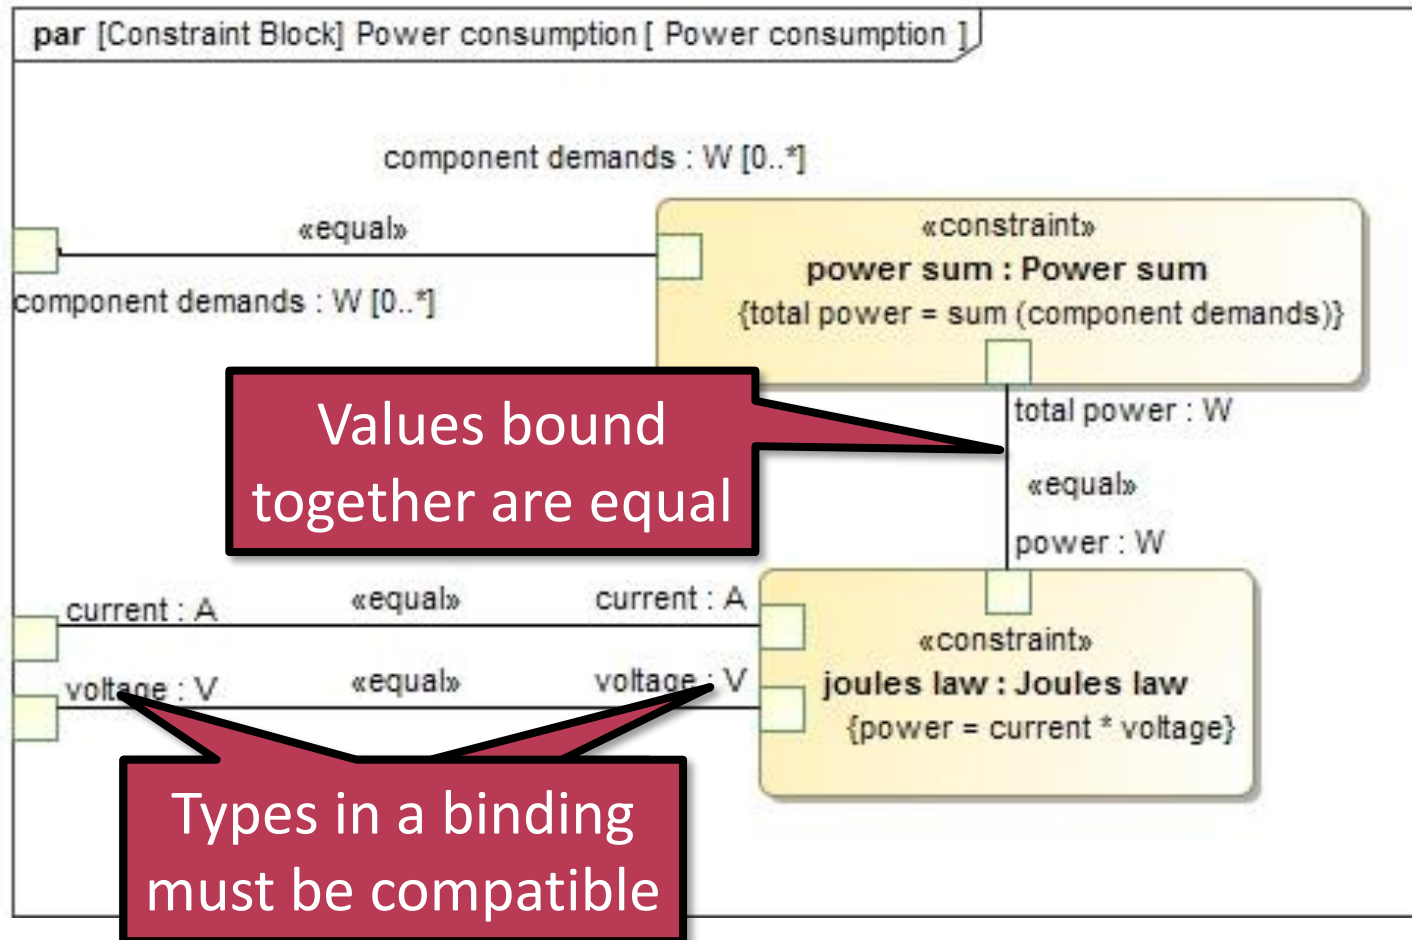 par [Constraint Block] Power consumption [ Power consumption ]
component demands : W [0..*]
«equal»
component demands : W [0..*]
«constraint»
power sum : Power sum
{total power = sum (component demands)}
Values bound
together are equal
total power : W
«equal»
power : W
current : A
«equal»
current : A
voltage : V
«equal»
voltage : V
«constraint»
joules law : Joules law
{power = current * voltage}
Types in a binding
must be compatible